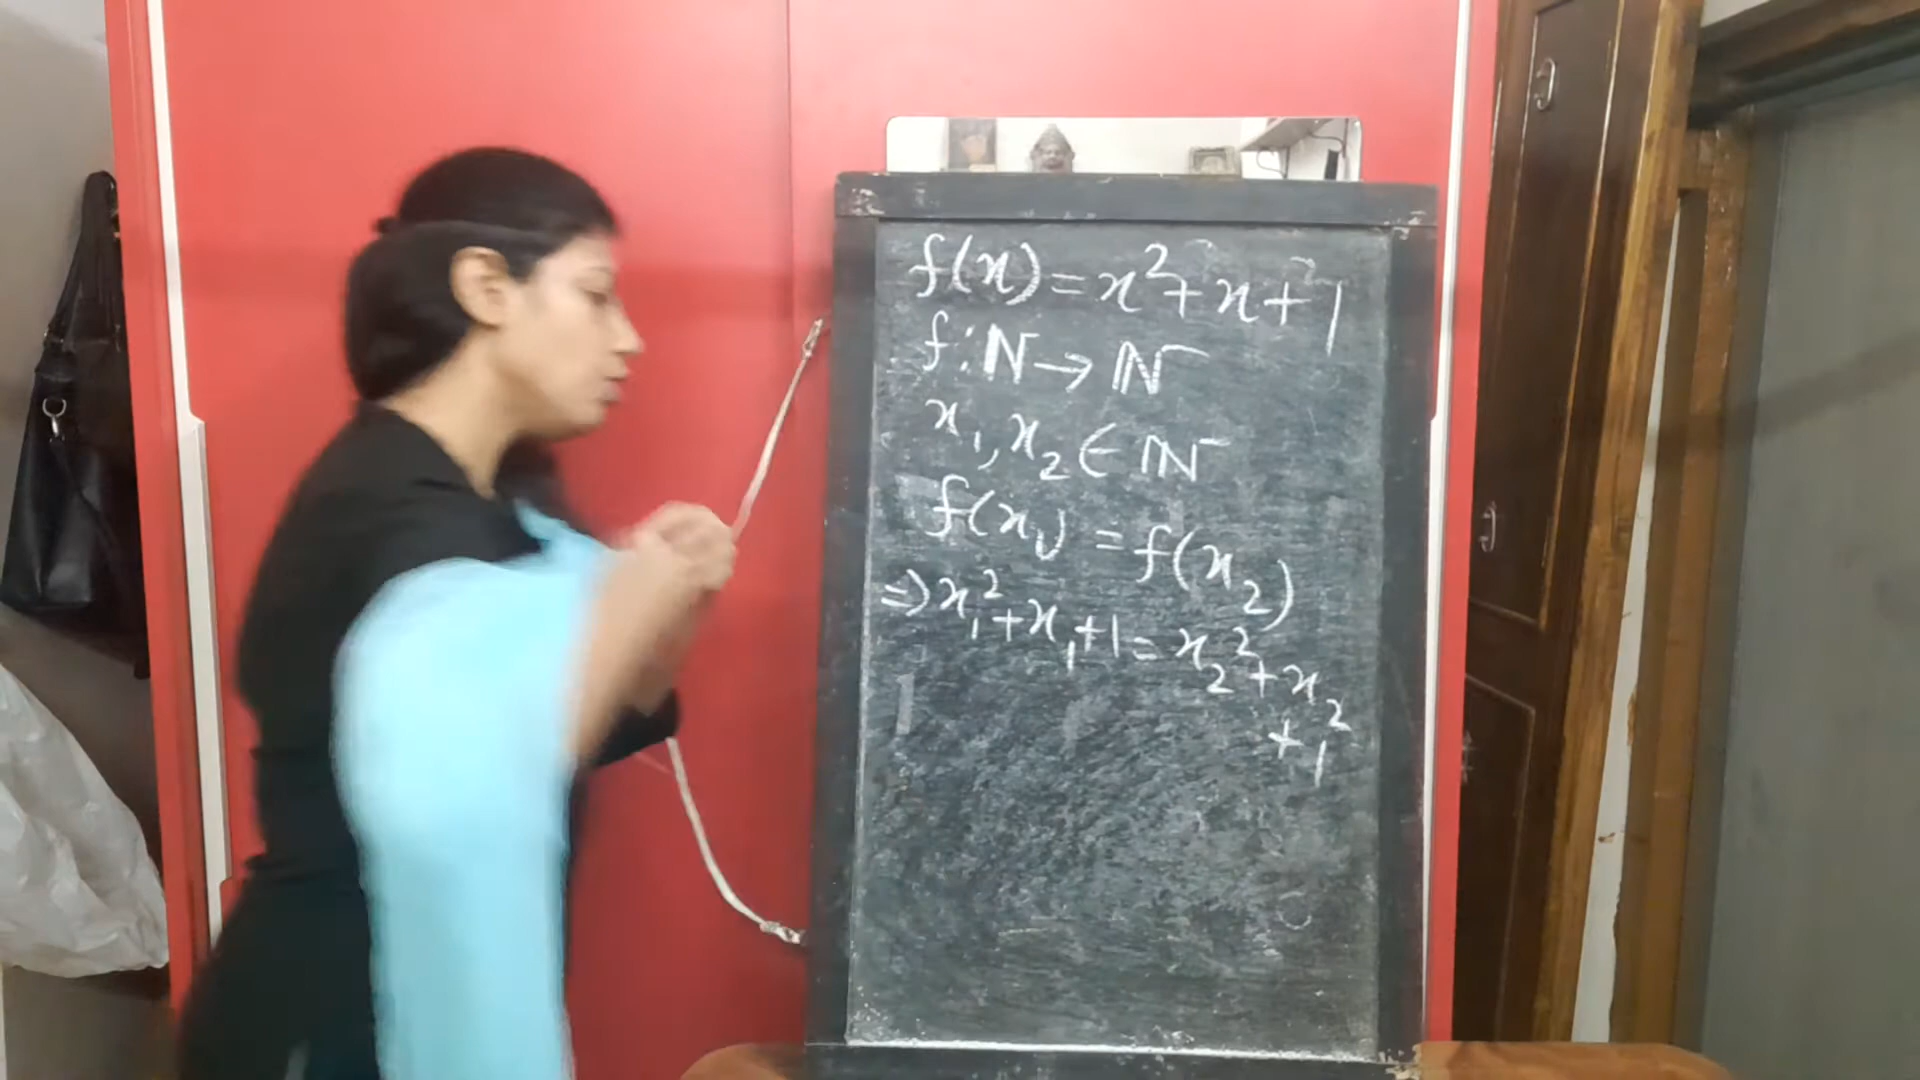 f(x) = x² + x + 1
f : ℕ → ℕ
x₁, x₂ ∈ ℕ
f(x₁) = f(x₂)
⇒ x₁² + x₁ + 1 = x₂² + x₂
+ 1